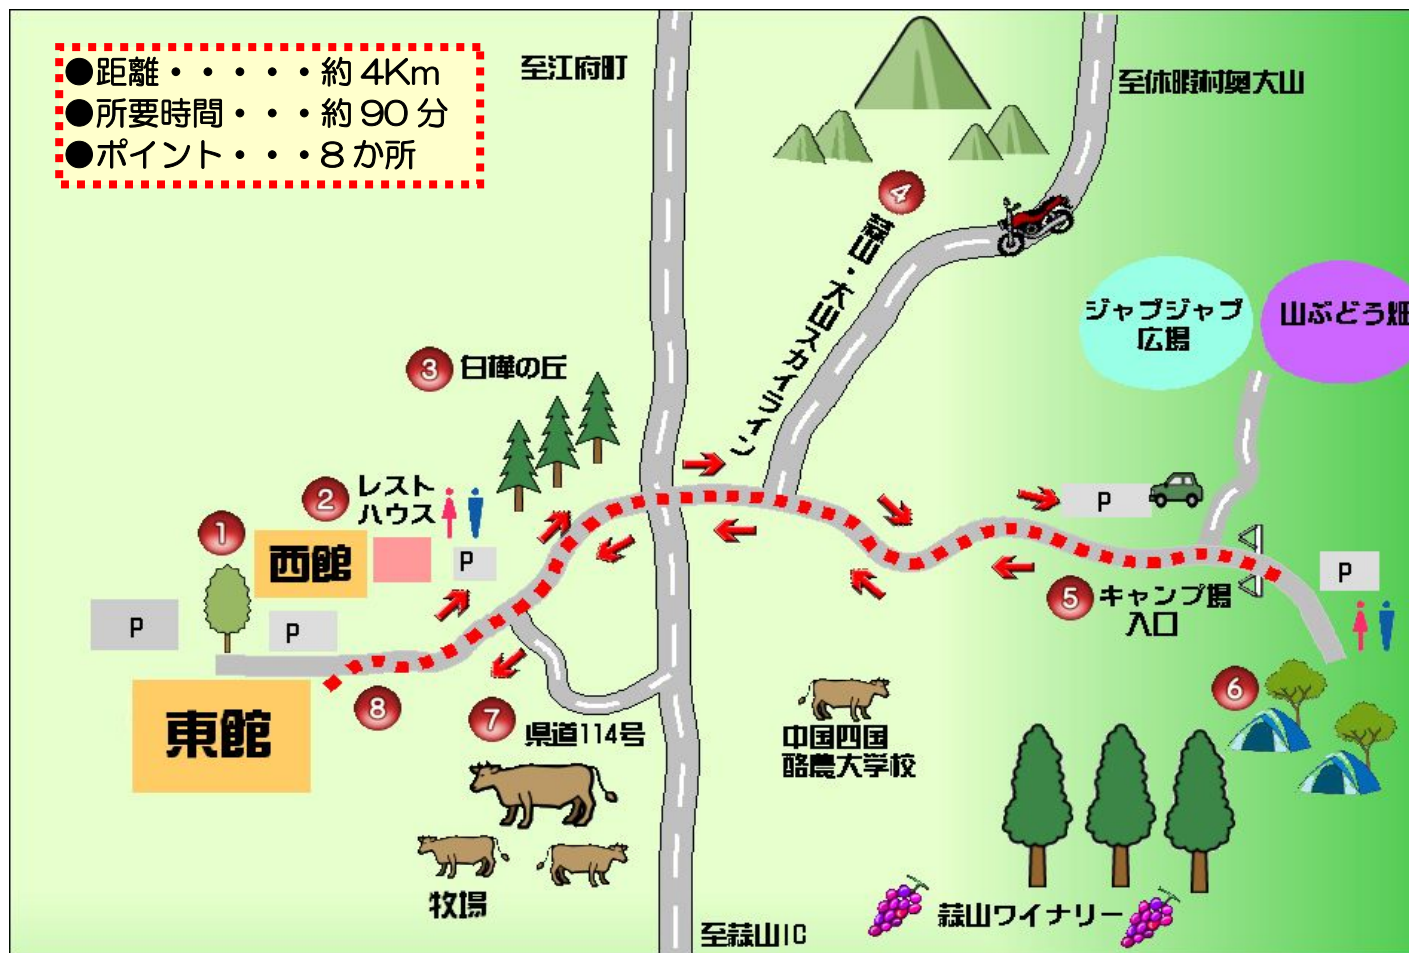 ●距離・・・・・約4Km
●所要時間・・・約90分
●ポイント・・・8か所
至江府町
至休暇村奥大山
4
蒜山・大山スカイライン
ジャブジャブ
広場
山ぶどう畑
3 白樺の丘
2 レスト
ハウス
1
西館
P
P
P
P
P
5 キャンプ場
入口
6
東館
8
7 県道114号
中国四国
酪農大学校
牧場
蒜山ワイナリー
至蒜山IC